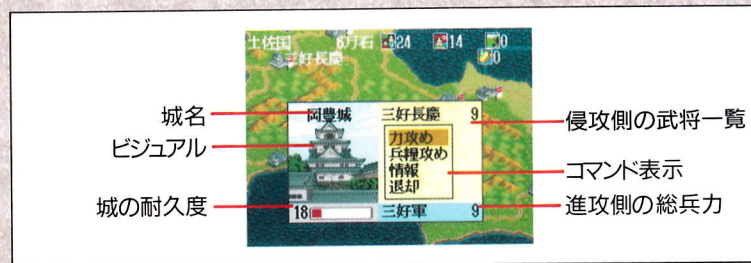 土佐国 6万石 24 14 0
三好長慶 0
城名
ビジュアル
城の耐久度
岡豊城 三好長慶 9
力攻め
兵糧攻め
情報
退却
18 三好軍 9
侵攻側の武将一覧
コマンド表示
進攻側の総兵力